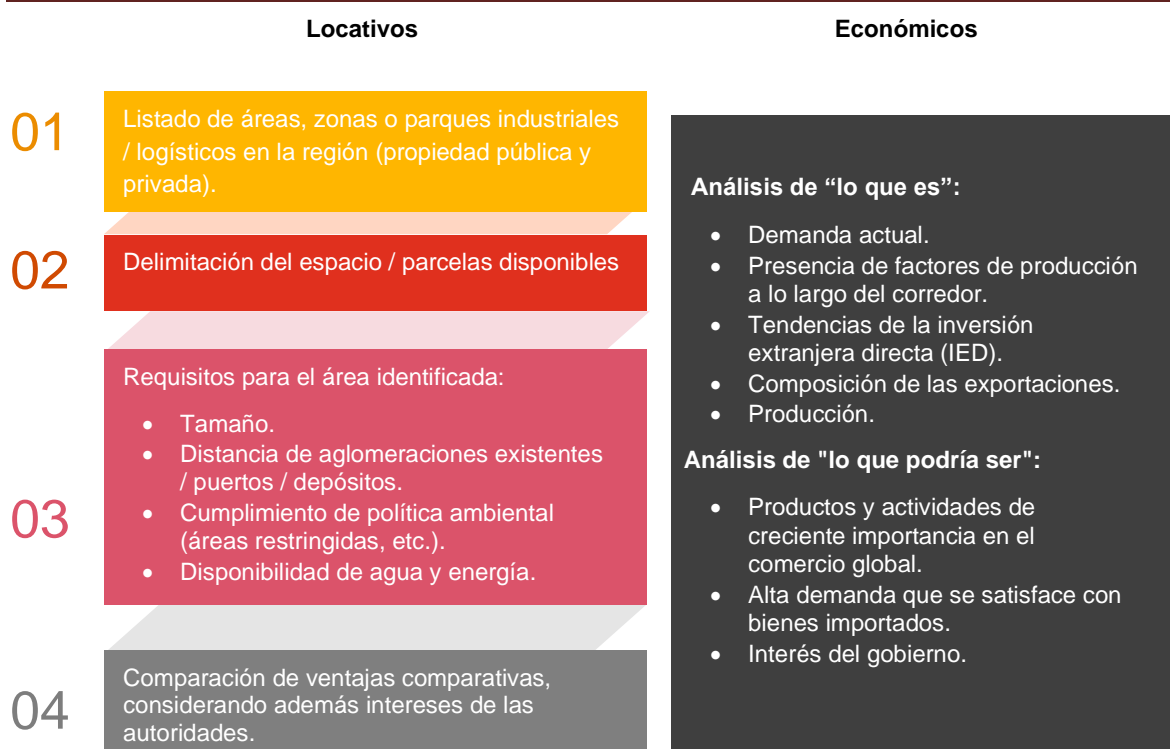 Locativos
Económicos
01
Listado de áreas, zonas o parques industriales
/ logísticos en la región (propiedad pública y
privada).
02
Delimitación del espacio / parcelas disponibles
03
Requisitos para el área identificada:
• Tamaño.
• Distancia de aglomeraciones existentes
/ puertos / depósitos.
• Cumplimiento de política ambiental
(áreas restringidas, etc.).
• Disponibilidad de agua y energía.
04
Comparación de ventajas comparativas,
considerando además intereses de las
autoridades.
Análisis de “lo que es”:
• Demanda actual.
• Presencia de factores de producción
a lo largo del corredor.
• Tendencias de la inversión
extranjera directa (IED).
• Composición de las exportaciones.
• Producción.
Análisis de "lo que podría ser":
• Productos y actividades de
creciente importancia en el
comercio global.
• Alta demanda que se satisface con
bienes importados.
• Interés del gobierno.